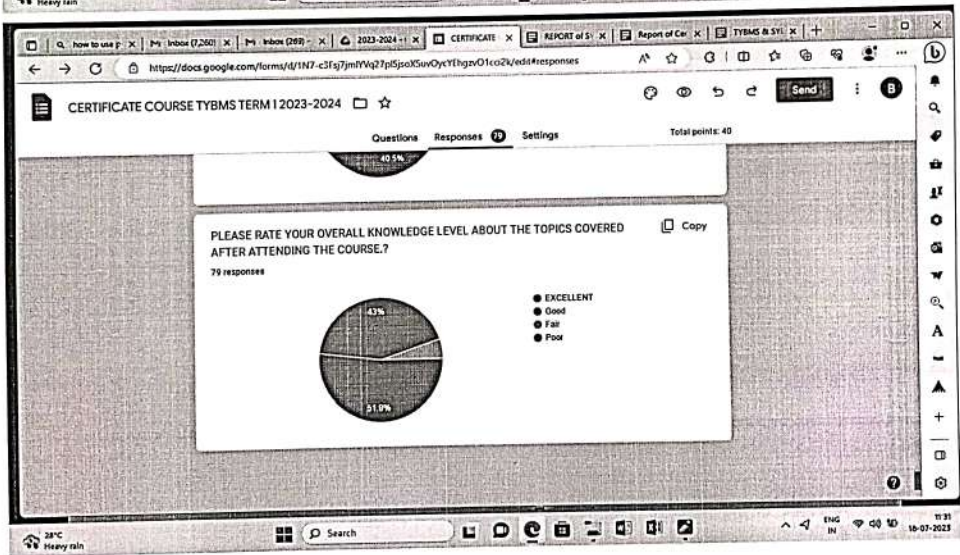 Heavy rain
how to use p
Inbox (7,260)
Inbox (269) -
2023-2024 -
CERTIFICATE
REPORT of S
Report of Cer
TYBMS & SYL
https://docs.google.com/forms/d/1N7-c3Fsj7jmIYVq27pISjsoX5uvOycYEhgzvO1coi2k/edit#responses
CERTIFICATE COURSE TYBMS TERM I 2023-2024
Send
B
Questions Responses 79 Settings
Total points: 40
40.5%
PLEASE RATE YOUR OVERALL KNOWLEDGE LEVEL ABOUT THE TOPICS COVERED
AFTER ATTENDING THE COURSE.?
Copy
79 responses
43%
51.9%
EXCELLENT
Good
Fair
Poor
28°C
Heavy rain
Search
ENG
IN
11:31
18-07-2023